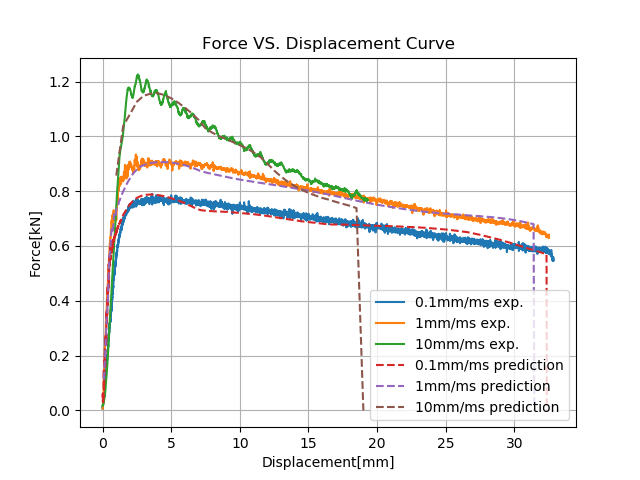 Force VS. Displacement Curve
Force[kN]
1.2
1.0
0.8
0.6
0.4
0.2
0.0
0.1mm/ms exp.
1mm/ms exp.
10mm/ms exp.
0.1mm/ms prediction
1mm/ms prediction
10mm/ms prediction
0 5 10 15 20 25 30
Displacement[mm]